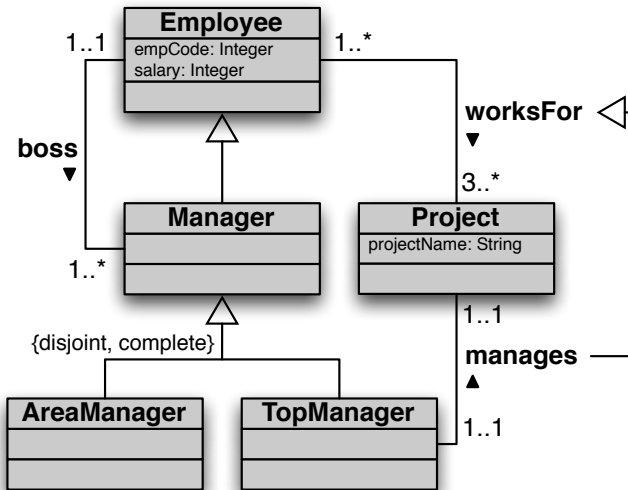 Employee
empCode: Integer
salary: Integer
1..1
1..*
boss
worksFor
3..*
Manager
Project
projectName: String
1..*
1..1
{disjoint, complete}
manages
AreaManager
TopManager
1..1